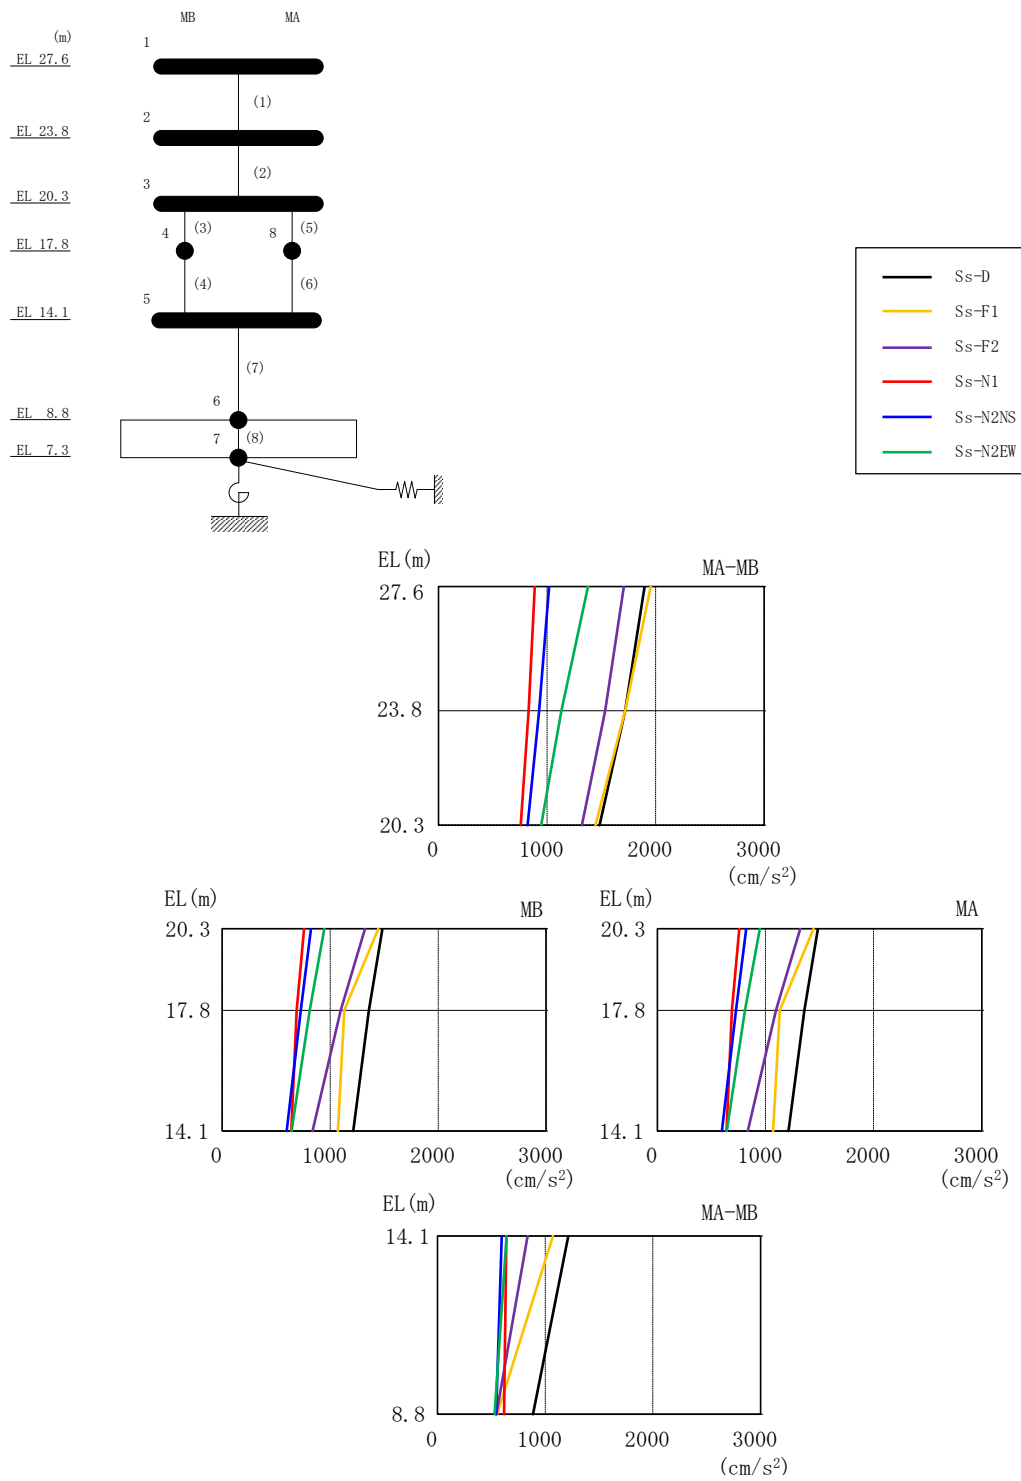 MB MA
(m)
1
EL 27.6
(1)
2
EL 23.8
(2)
3
EL 20.3
(3) (5)
4 8
EL 17.8
(4) (6)
5
EL 14.1
(7)
6
EL 8.8
7 (8)
EL 7.3
Ss-D
Ss-F1
Ss-F2
Ss-N1
Ss-N2NS
Ss-N2EW
EL(m) MA-MB
27.6
23.8
20.3
0 1000 2000 3000
(cm/s²)
EL(m) MB
20.3
17.8
14.1
0 1000 2000 3000
(cm/s²)
EL(m) MA
20.3
17.8
14.1
0 1000 2000 3000
(cm/s²)
EL(m) MA-MB
14.1
8.8
0 1000 2000 3000
(cm/s²)